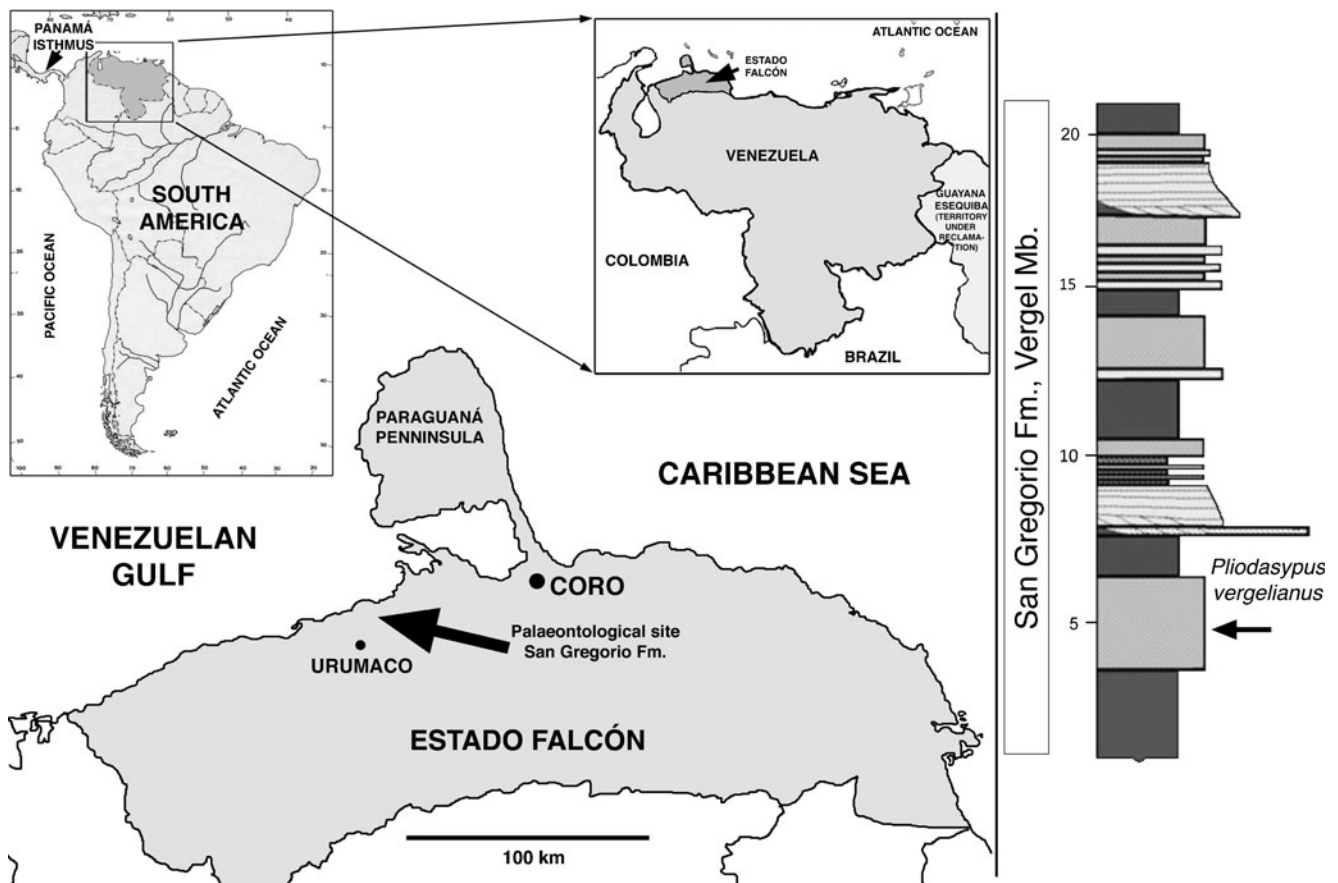 PANAMÁ
ISTHMUS
SOUTH
AMERICA
PACIFIC OCEAN
ATLANTIC OCEAN
ATLANTIC OCEAN
ESTADO
FALCÓN
VENEZUELA
GUAYANA
ESEQUIBA
(TERRITORY
UNDER
RECLAMA-
TION)
COLOMBIA
BRAZIL
PARAGUANÁ
PENNINSULA
CARIBBEAN SEA
VENEZUELAN
GULF
CORO
Palaeontological site
San Gregorio Fm.
URUMACO
ESTADO FALCÓN
100 km
San Gregorio Fm., Vergel Mb.
20
15
10
5
Pliodasypus
vergelianus